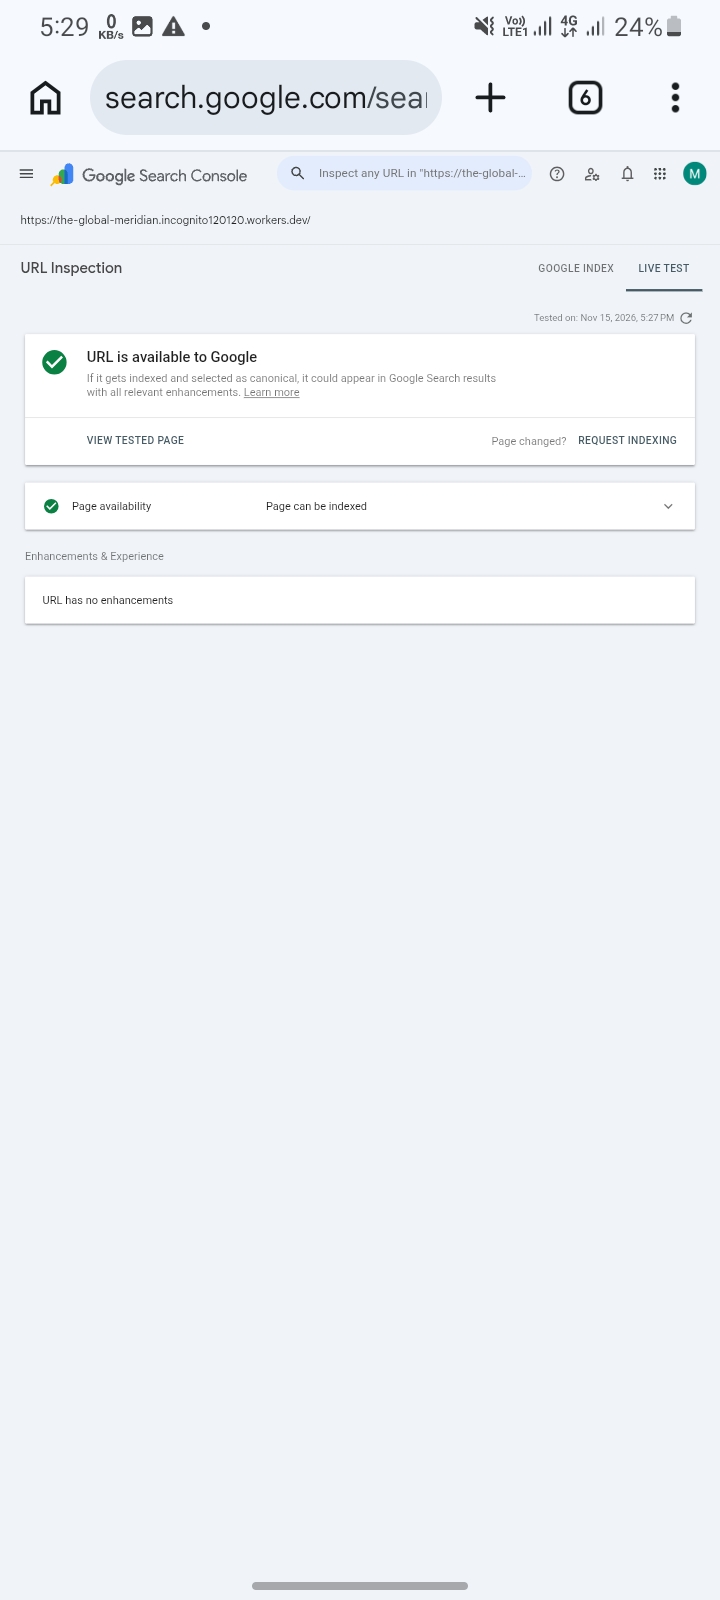 5:29 0 KB/s Vo)) LTE1 4G 24%
search.google.com/sear
6
Google Search Console
Inspect any URL in "https://the-global-...
M
https://the-global-meridian.incognito120120.workers.dev/
URL Inspection
GOOGLE INDEX LIVE TEST
Tested on: Nov 15, 2026, 5:27 PM
URL is available to Google
If it gets indexed and selected as canonical, it could appear in Google Search results
with all relevant enhancements. Learn more
VIEW TESTED PAGE Page changed? REQUEST INDEXING
Page availability Page can be indexed
Enhancements & Experience
URL has no enhancements